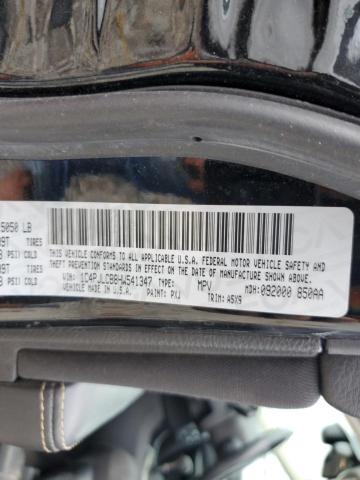 5050 LB
TIRES
PSI COLD
TIRES
PSI COLD
THIS VEHICLE CONFORMS TO ALL APPLICABLE
U.S.A. FEDERAL MOTOR VEHICLE SAFETY AND
THEFT PREVENTION STANDARDS IN EFFECT ON
THE DATE OF MANUFACTURE SHOWN ABOVE.
VIN: 1C4PJLCB8HW541347 TYPE: MPV MDH: 092000 850AA
MADE IN U.S.A. PAINT: PXJ TRIM: A5X9